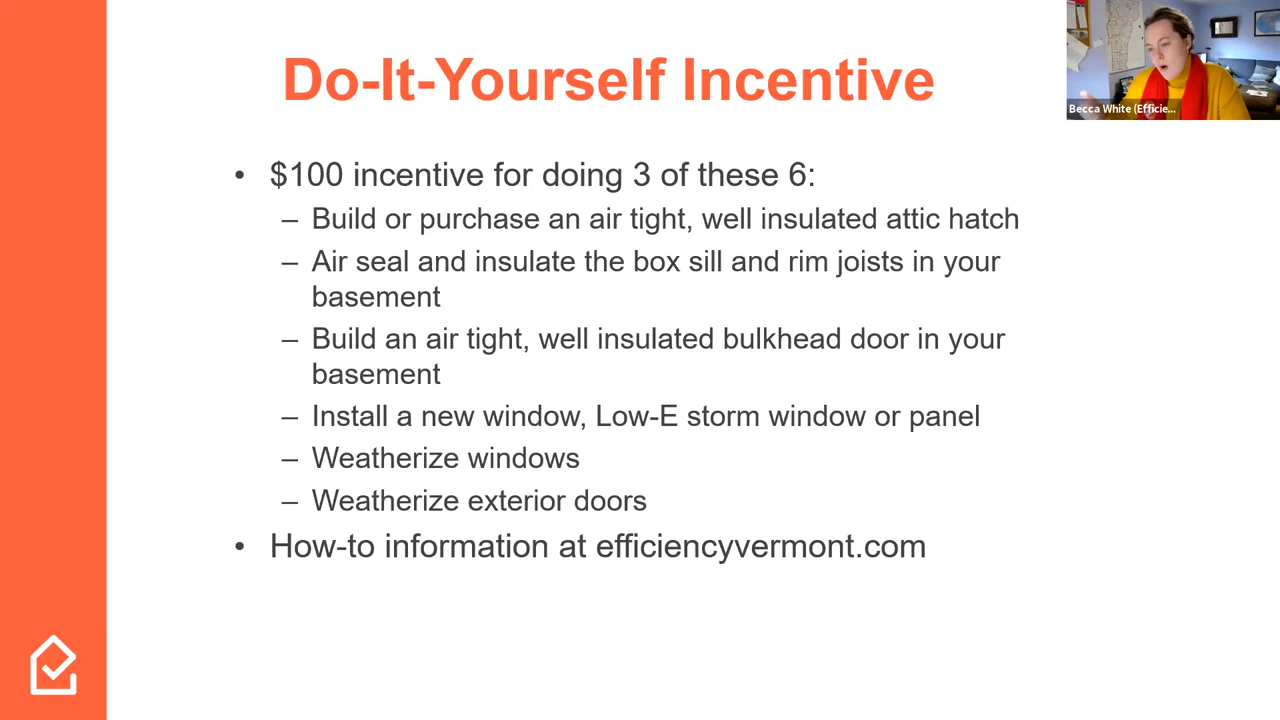 Do-It-Yourself Incentive
Becca White (Efficie...
• $100 incentive for doing 3 of these 6:
– Build or purchase an air tight, well insulated attic hatch
– Air seal and insulate the box sill and rim joists in your
basement
– Build an air tight, well insulated bulkhead door in your
basement
– Install a new window, Low-E storm window or panel
– Weatherize windows
– Weatherize exterior doors
• How-to information at efficiencyvermont.com